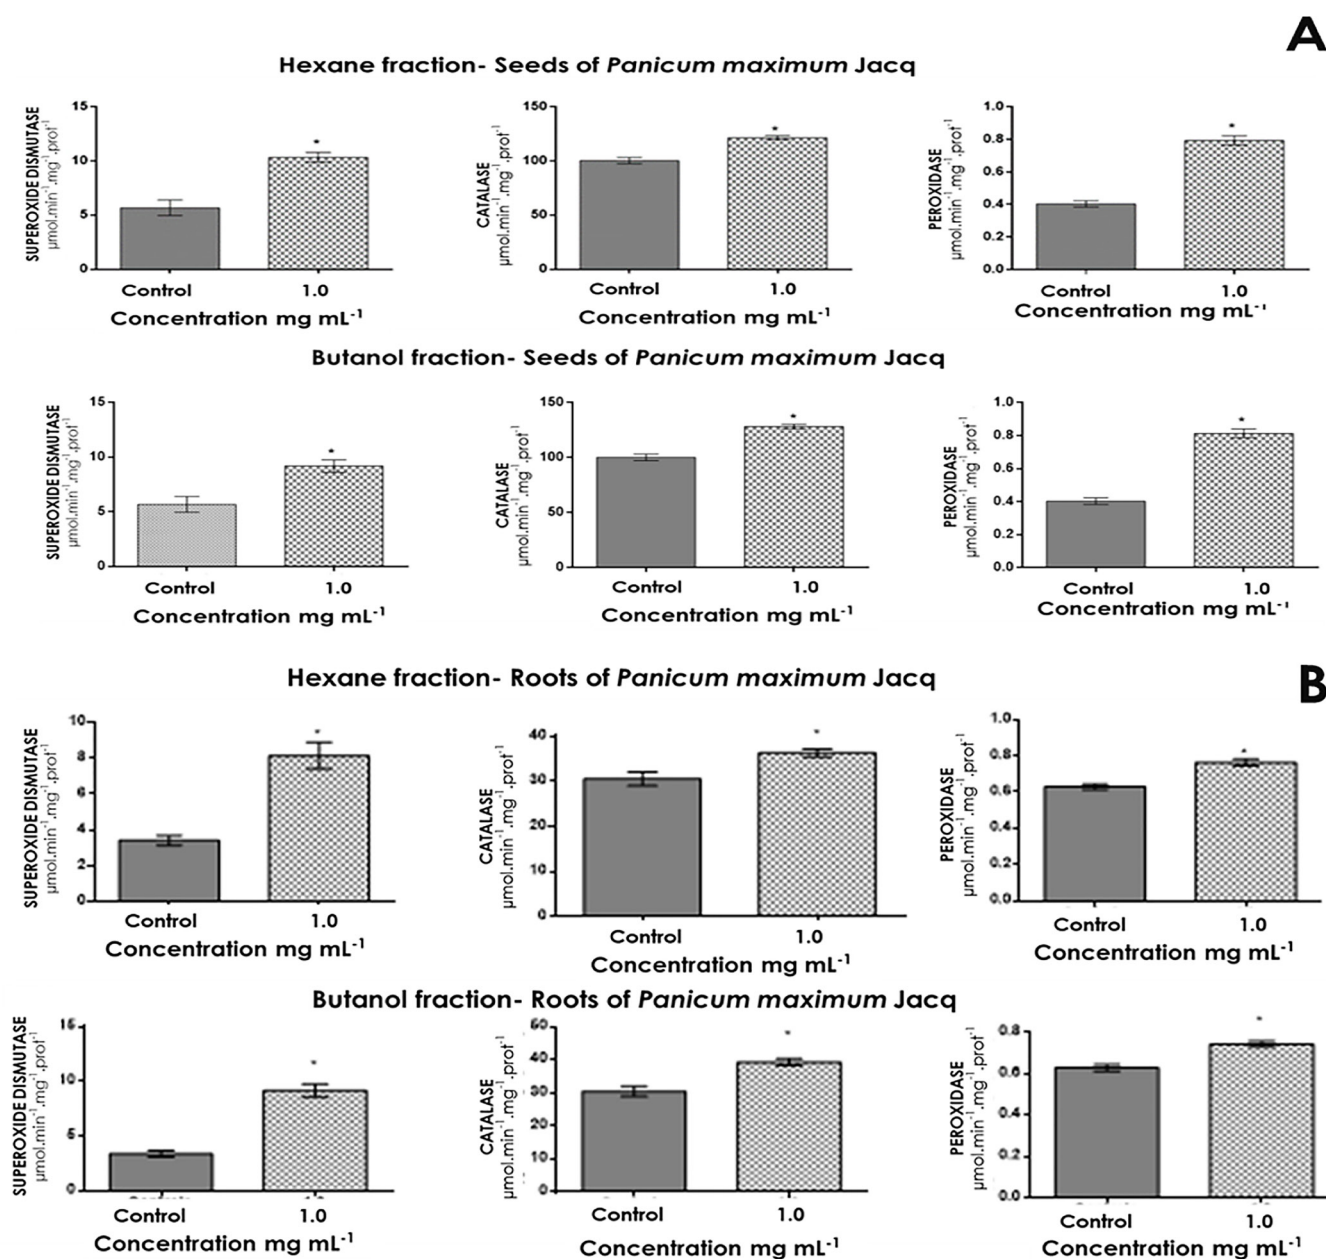 A
Hexane fraction- Seeds of Panicum maximum Jacq
SUPEROXIDE DISMUTASE
µmol.min⁻¹.mg⁻¹.prot⁻¹
15
10
5
0
*
Control 1.0
Concentration mg mL⁻¹
CATALASE
µmol.min⁻¹.mg⁻¹.prot⁻¹
150
100
50
0
*
Control 1.0
Concentration mg mL⁻¹
PEROXIDASE
µmol.min⁻¹.mg⁻¹.prot⁻¹
1.0
0.8
0.6
0.4
0.2
0.0
*
Control 1.0
Concentration mg mL⁻¹
Butanol fraction- Seeds of Panicum maximum Jacq
SUPEROXIDE DISMUTASE
µmol.min⁻¹.mg⁻¹.prot⁻¹
15
10
5
0
*
Control 1.0
Concentration mg mL⁻¹
CATALASE
µmol.min⁻¹.mg⁻¹.prot⁻¹
150
100
50
0
*
Control 1.0
Concentration mg mL⁻¹
PEROXIDASE
µmol.min⁻¹.mg⁻¹.prot⁻¹
1.0
0.8
0.6
0.4
0.2
0.0
*
Control 1.0
Concentration mg mL⁻¹
B
Hexane fraction- Roots of Panicum maximum Jacq
SUPEROXIDE DISMUTASE
µmol.min⁻¹.mg⁻¹.prot⁻¹
10
8
6
4
2
0
*
Control 1.0
Concentration mg mL⁻¹
CATALASE
µmol.min⁻¹.mg⁻¹.prot⁻¹
40
30
20
10
0
*
Control 1.0
Concentration mg mL⁻¹
PEROXIDASE
µmol.min⁻¹.mg⁻¹.prot⁻¹
1.0
0.8
0.6
0.4
0.2
0.0
*
Control 1.0
Concentration mg mL⁻¹
Butanol fraction- Roots of Panicum maximum Jacq
SUPEROXIDE DISMUTASE
µmol.min⁻¹.mg⁻¹.prot⁻¹
15
10
5
0
*
Control 1.0
Concentration mg mL⁻¹
CATALASE
µmol.min⁻¹.mg⁻¹.prot⁻¹
50
40
30
20
10
0
*
Control 1.0
Concentration mg mL⁻¹
PEROXIDASE
µmol.min⁻¹.mg⁻¹.prot⁻¹
0.8
0.6
0.4
0.2
0.0
*
Control 1.0
Concentration mg mL⁻¹